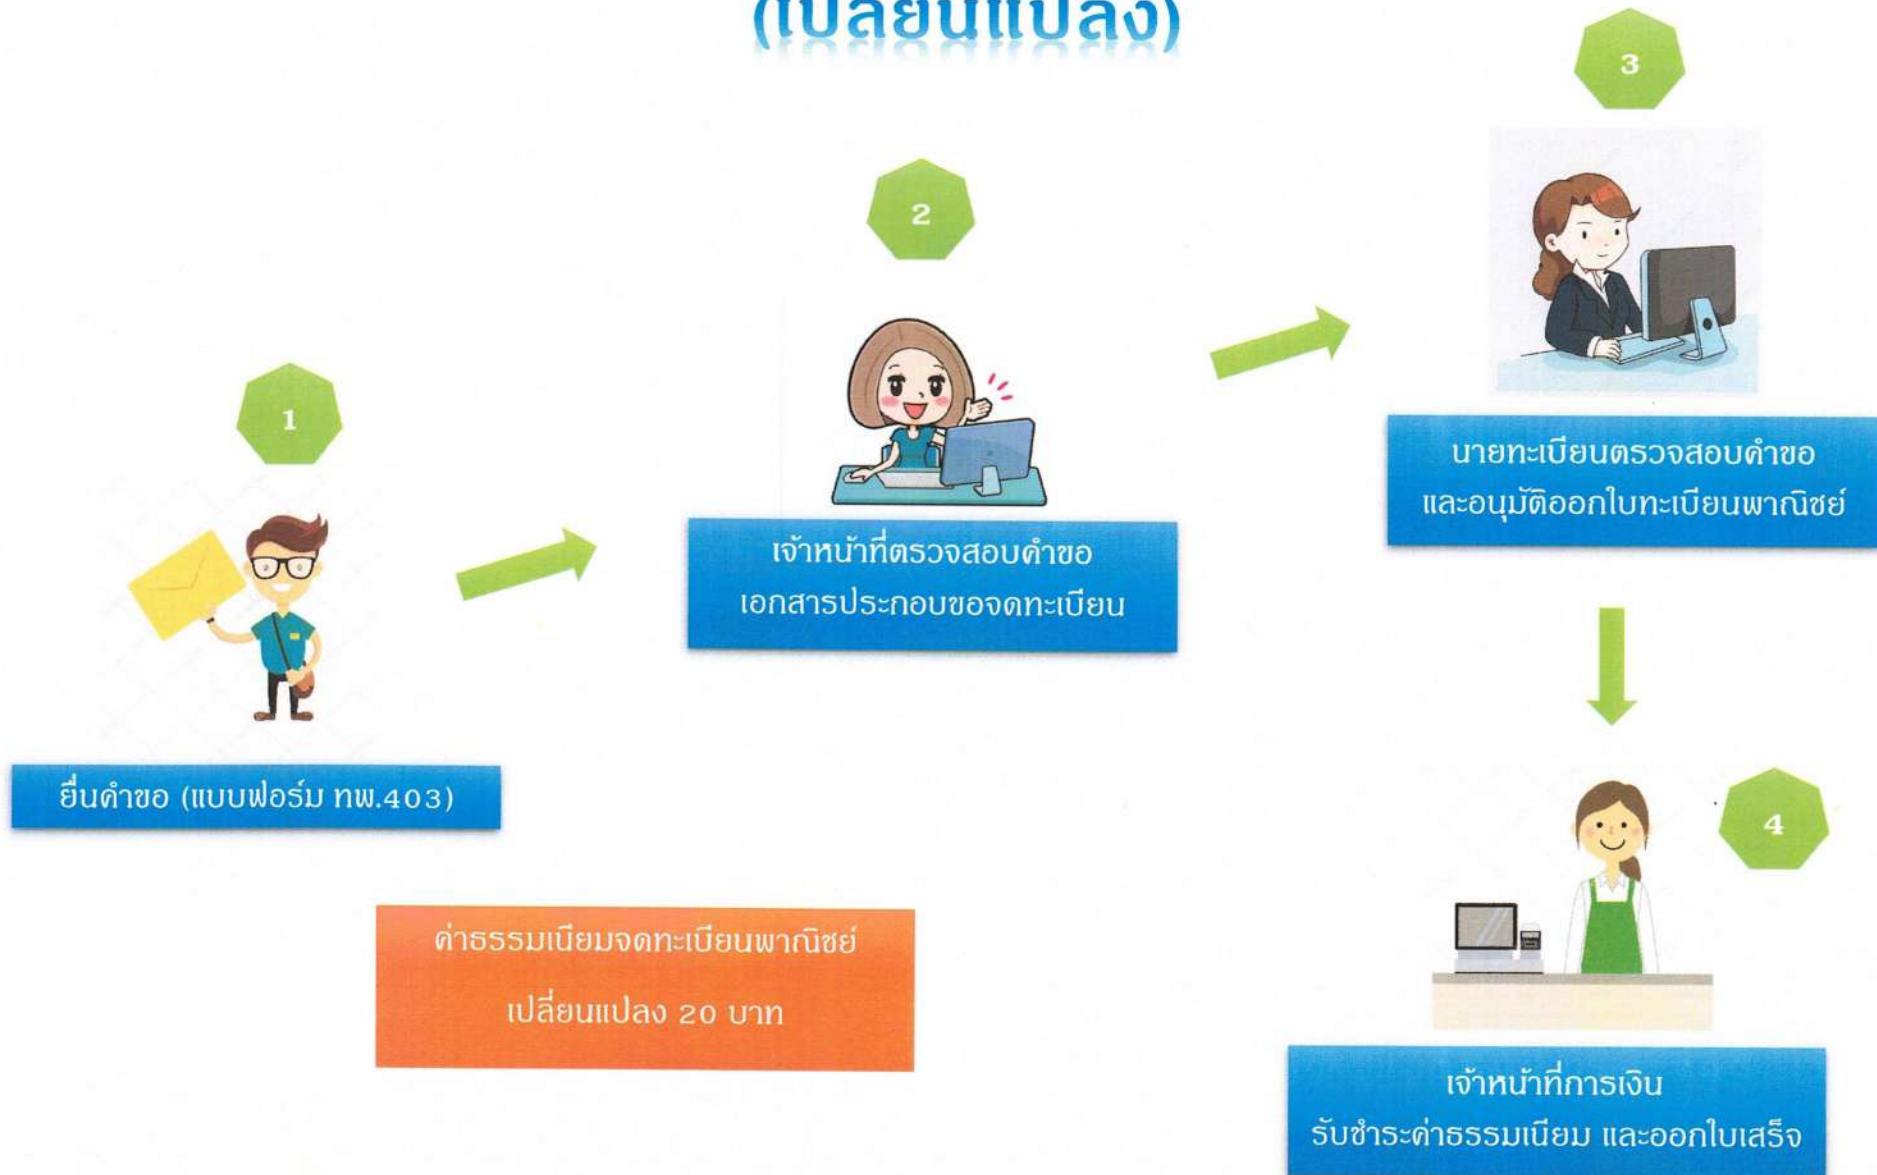 (เปลี่ยนแปลง)
1
ยื่นคำขอ (แบบฟอร์ม ทพ.403)
2
เจ้าหน้าที่ตรวจสอบคำขอ
เอกสารประกอบขอจดทะเบียน
3
นายทะเบียนตรวจสอบคำขอ
และอนุมัติออกใบทะเบียนพาณิชย์
4
เจ้าหน้าที่การเงิน
รับชำระค่าธรรมเนียม และออกใบเสร็จ
ค่าธรรมเนียมจดทะเบียนพาณิชย์
เปลี่ยนแปลง 20 บาท